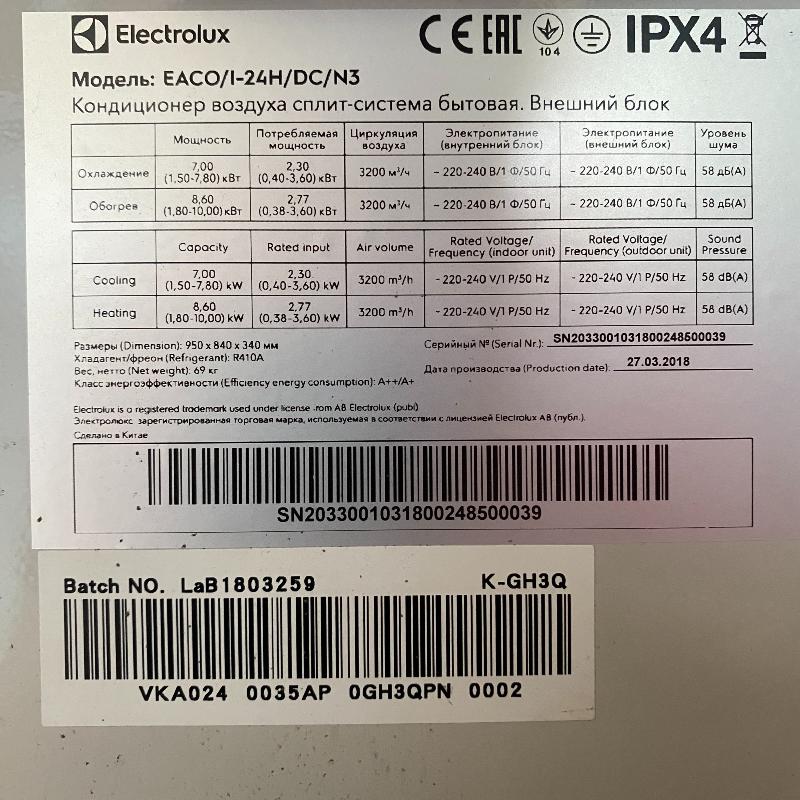 Electrolux
CE EAC 10 4 IPX4
Модель: EACO/I-24H/DC/N3
Кондиционер воздуха сплит-система бытовая. Внешний блок
Мощность Потребляемая мощность Циркуляция воздуха Электропитание (внутренний блок) Электропитание (внешний блок) Уровень шума
Охлаждение 7,00 (1,50-7,80) кВт 2,30 (0,40-3,60) кВт 3200 м³/ч ~ 220-240 В/1 Ф/50 Гц ~ 220-240 В/1 Ф/50 Гц 58 дБ(А)
Обогрев 8,60 (1,80-10,00) кВт 2,77 (0,38-3,60) кВт 3200 м³/ч ~ 220-240 В/1 Ф/50 Гц ~ 220-240 В/1 Ф/50 Гц 58 дБ(А)
Capacity Rated input Air volume Rated Voltage/ Frequency (indoor unit) Rated Voltage/ Frequency (outdoor unit) Sound Pressure
Cooling 7,00 (1,50-7,80) kW 2,30 (0,40-3,60) kW 3200 m³/h ~ 220-240 V/1 P/50 Hz ~ 220-240 V/1 P/50 Hz 58 dB(A)
Heating 8,60 (1,80-10,00) kW 2,77 (0,38-3,60) kW 3200 m³/h ~ 220-240 V/1 P/50 Hz ~ 220-240 V/1 P/50 Hz 58 dB(A)
Размеры (Dimension): 950 x 840 x 340 мм
Хладагент/фреон (Refrigerant): R410A
Вес, нетто (Net weight): 69 кг
Класс энергоэффективности (Efficiency energy consumption): A++/A+
Серийный № (Serial Nr.): SN2033001031800248500039
Дата производства (Production date): 27.03.2018
Electrolux is a registered trademark used under license from AB Electrolux (publ)
Электролюкс зарегистрированная торговая марка, используемая в соответствии с лицензией Electrolux AB (публ.).
Сделано в Китае
SN2033001031800248500039
Batch NO. LaB1803259 K-GH3Q
VKA024 0035AP 0GH3QPN 0002